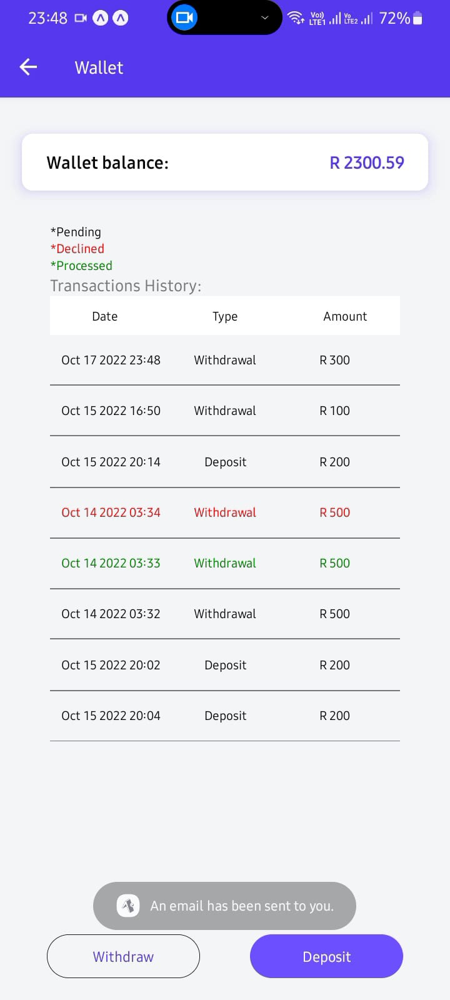 23:48 Vo)) LTE1 Vo LTE2 72%
Wallet
Wallet balance: R 2300.59
*Pending
*Declined
*Processed
Transactions History:
Date Type Amount
Oct 17 2022 23:48 Withdrawal R 300
Oct 15 2022 16:50 Withdrawal R 100
Oct 15 2022 20:14 Deposit R 200
Oct 14 2022 03:34 Withdrawal R 500
Oct 14 2022 03:33 Withdrawal R 500
Oct 14 2022 03:32 Withdrawal R 500
Oct 15 2022 20:02 Deposit R 200
Oct 15 2022 20:04 Deposit R 200
An email has been sent to you.
Withdraw Deposit